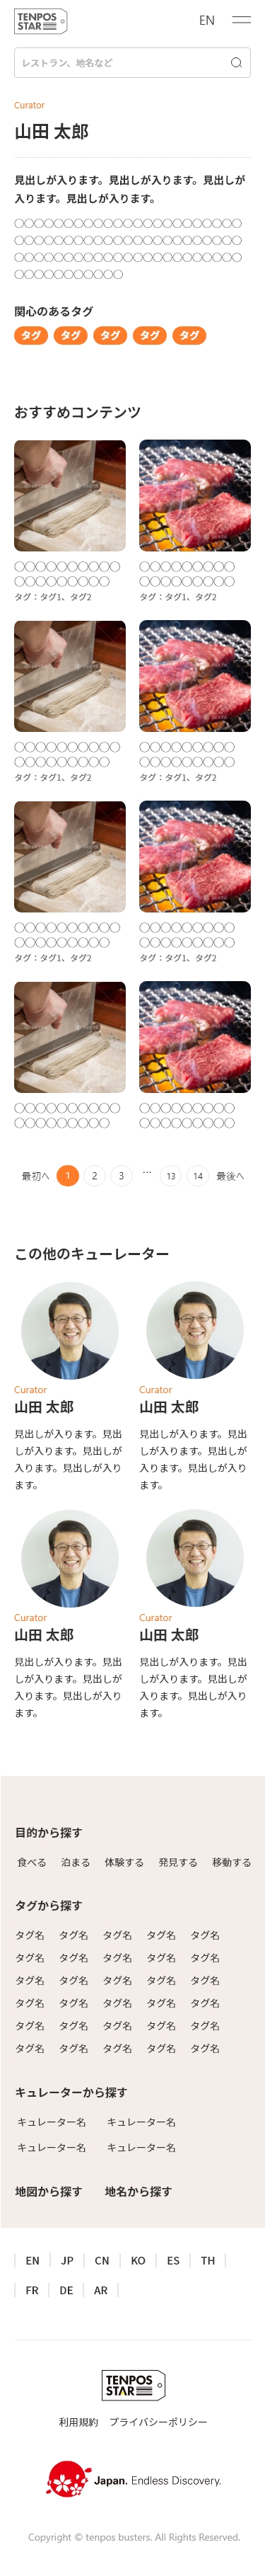 TENPOS
STAR
EN
レストラン、地名など
Curator
山田 太郎
見出しが入ります。見出しが入ります。見出し
が入ります。見出しが入ります。
◯◯◯◯◯◯◯◯◯◯◯◯◯◯◯◯◯◯◯◯◯◯◯
◯◯◯◯◯◯◯◯◯◯◯◯◯◯◯◯◯◯◯◯◯◯◯
◯◯◯◯◯◯◯◯◯◯◯◯◯◯◯◯◯◯◯◯◯◯◯
◯◯◯◯◯◯◯◯◯◯◯
関心のあるタグ
タグ タグ タグ タグ タグ
おすすめコンテンツ
◯◯◯◯◯◯◯◯◯◯
◯◯◯◯◯◯◯◯◯
タグ：タグ1、タグ2
◯◯◯◯◯◯◯◯◯
◯◯◯◯◯◯◯◯◯
タグ：タグ1、タグ2
◯◯◯◯◯◯◯◯◯◯
◯◯◯◯◯◯◯◯◯
タグ：タグ1、タグ2
◯◯◯◯◯◯◯◯◯
◯◯◯◯◯◯◯◯◯
タグ：タグ1、タグ2
◯◯◯◯◯◯◯◯◯◯
◯◯◯◯◯◯◯◯◯
タグ：タグ1、タグ2
◯◯◯◯◯◯◯◯◯
◯◯◯◯◯◯◯◯◯
タグ：タグ1、タグ2
◯◯◯◯◯◯◯◯◯◯
◯◯◯◯◯◯◯◯◯
◯◯◯◯◯◯◯◯◯
◯◯◯◯◯◯◯◯◯
最初へ 1 2 3 … 13 14 最後へ
この他のキューレーター
Curator
山田 太郎
見出しが入ります。見出
しが入ります。見出しが
入ります。見出しが入り
ます。
Curator
山田 太郎
見出しが入ります。見出
しが入ります。見出しが
入ります。見出しが入り
ます。
Curator
山田 太郎
見出しが入ります。見出
しが入ります。見出しが
入ります。見出しが入り
ます。
Curator
山田 太郎
見出しが入ります。見出
しが入ります。見出しが
入ります。見出しが入り
ます。
目的から探す
食べる 泊まる 体験する 発見する 移動する
タグから探す
タグ名 タグ名 タグ名 タグ名 タグ名
タグ名 タグ名 タグ名 タグ名 タグ名
タグ名 タグ名 タグ名 タグ名 タグ名
タグ名 タグ名 タグ名 タグ名 タグ名
タグ名 タグ名 タグ名 タグ名 タグ名
タグ名 タグ名 タグ名 タグ名 タグ名
キュレーターから探す
キュレーター名 キュレーター名
キュレーター名 キュレーター名
地図から探す 地名から探す
EN JP CN KO ES TH
FR DE AR
TENPOS
STAR
利用規約 プライバシーポリシー
Japan. Endless Discovery.
Copyright © tenpos busters. All Rights Reserved.